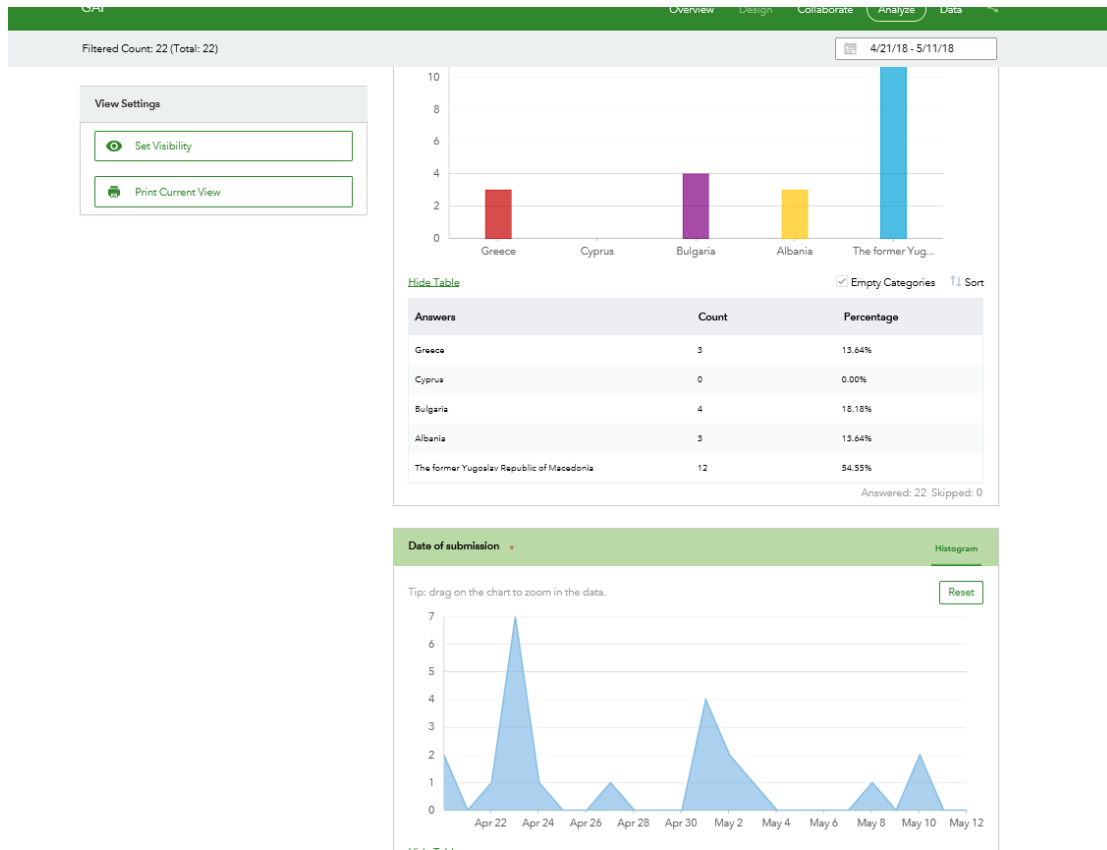 GAP
Overview Design Collaborate Analyze Data
Filtered Count: 22 (Total: 22)
4/21/18 - 5/11/18
View Settings
Set Visibility
Print Current View
10
8
6
4
2
0
Greece Cyprus Bulgaria Albania The former Yug...
Hide Table
Empty Categories Sort
Answers Count Percentage
Greece 3 13.64%
Cyprus 0 0.00%
Bulgaria 4 18.18%
Albania 3 13.64%
The former Yugoslav Republic of Macedonia 12 54.55%
Answered: 22 Skipped: 0
Date of submission *
Histogram
Tip: drag on the chart to zoom in the data.
Reset
7
6
5
4
3
2
1
0
Apr 22 Apr 24 Apr 26 Apr 28 Apr 30 May 2 May 4 May 6 May 8 May 10 May 12
Hide Table